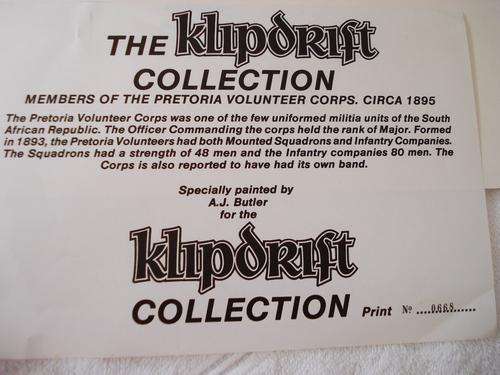 THE Klipdrift
COLLECTION
MEMBERS OF THE PRETORIA VOLUNTEER CORPS. CIRCA 1895
The Pretoria Volunteer Corps was one of the few uniformed militia units of the South
African Republic. The Officer Commanding the corps held the rank of Major. Formed
in 1893, the Pretoria Volunteers had both Mounted Squadrons and Infantry Companies.
The Squadrons had a strength of 48 men and the Infantry companies 80 men. The
Corps is also reported to have had its own band.
Specially painted by
A.J. Butler
for the
Klipdrift
COLLECTION Print No ....0668......